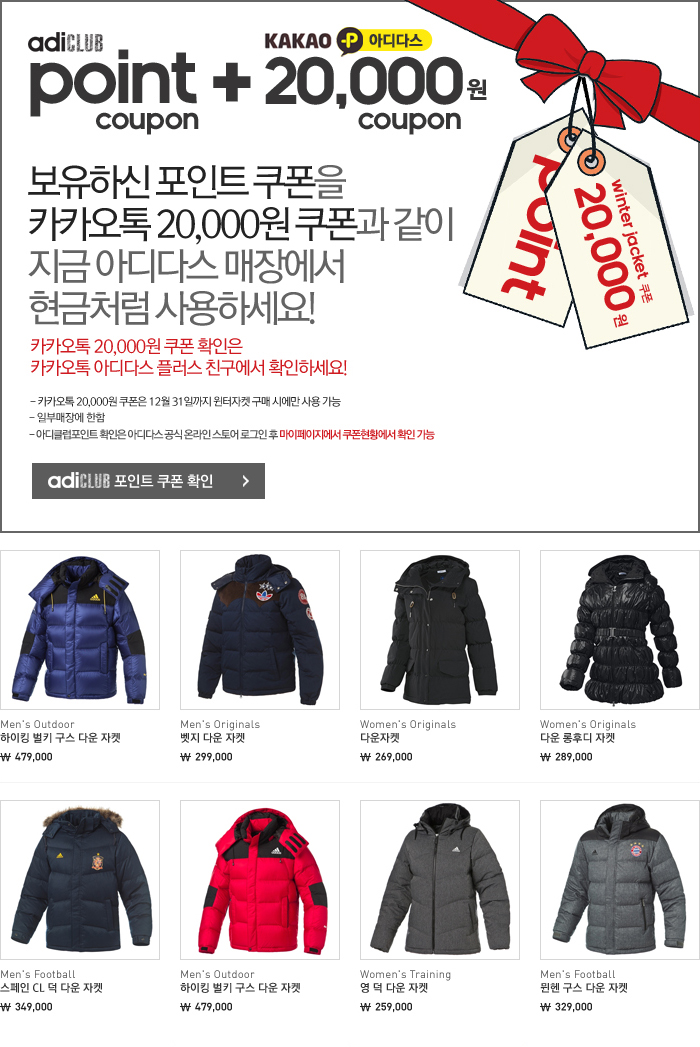 adiCLUB
point
coupon
+
KAKAO P 아디다스
20,000원
coupon
point
winter jacket 쿠폰
20,000원
보유하신 포인트 쿠폰을
카카오톡 20,000원 쿠폰과 같이
지금 아디다스 매장에서
현금처럼 사용하세요!
카카오톡 20,000원 쿠폰 확인은
카카오톡 아디다스 플러스 친구에서 확인하세요!
- 카카오톡 20,000원 쿠폰은 12월 31일까지 윈터자켓 구매 시에만 사용 가능
- 일부매장에 한함
- 아디클럽포인트 확인은 아디다스 공식 온라인 스토어 로그인 후 마이페이지에서 쿠폰현황에서 확인 가능
adiCLUB 포인트 쿠폰 확인 >
Men's Outdoor
하이킹 벌키 구스 다운 자켓
₩ 479,000
Men's Originals
벳지 다운 자켓
₩ 299,000
Women's Originals
다운자켓
₩ 269,000
Women's Originals
다운 롱후디 자켓
₩ 289,000
Men's Football
스페인 CL 덕 다운 자켓
₩ 349,000
Men's Outdoor
하이킹 벌키 구스 다운 자켓
₩ 479,000
Women's Training
영 덕 다운 자켓
₩ 259,000
Men's Football
뮌헨 구스 다운 자켓
₩ 329,000